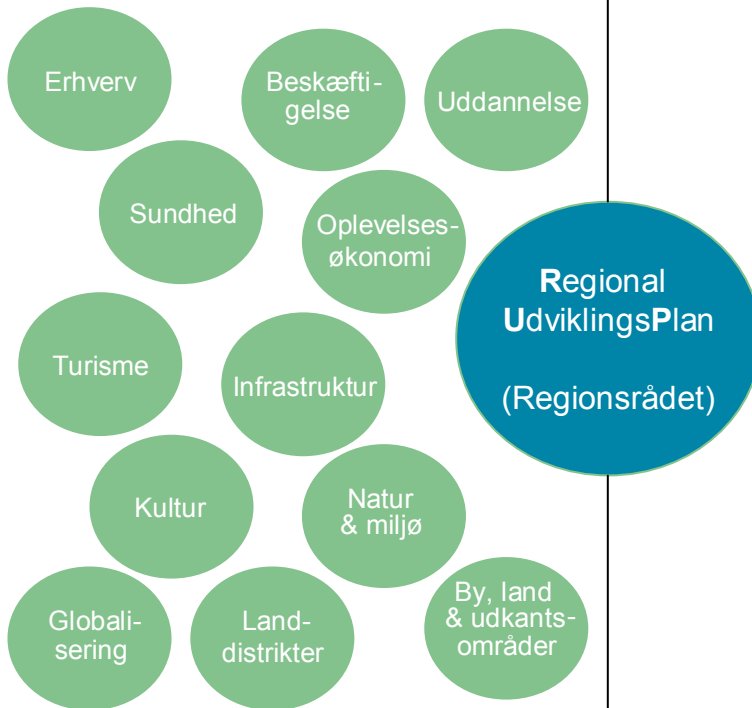 Erhverv
Beskæfti-
gelse
Uddannelse
Sundhed
Oplevelses-
økonomi
Regional
UdviklingsPlan
(Regionsrådet)
Turisme
Infrastruktur
Kultur
Natur
& miljø
Globali-
sering
Land-
distrikter
By, land
& udkants-
områder